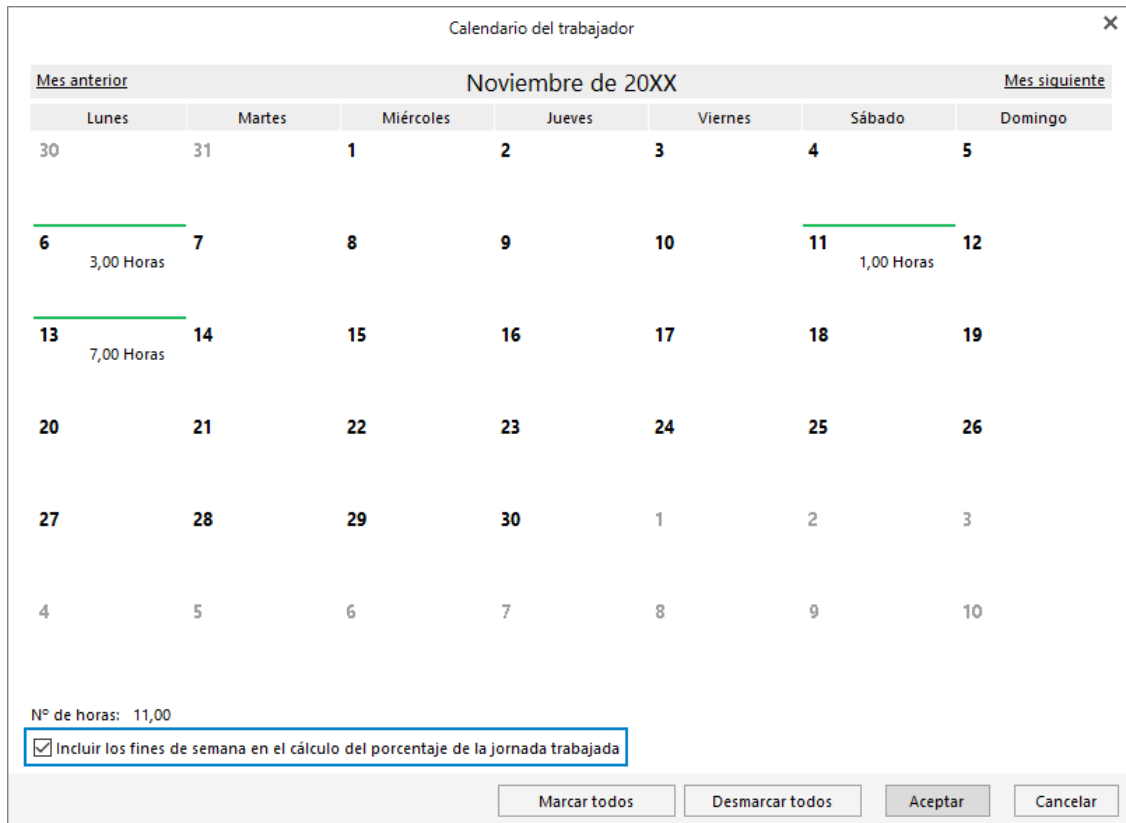 Calendario del trabajador
Mes anterior Noviembre de 20XX Mes siguiente
Lunes Martes Miércoles Jueves Viernes Sábado Domingo
30 31 1 2 3 4 5
6 7 8 9 10 11 12
3,00 Horas 1,00 Horas
13 14 15 16 17 18 19
7,00 Horas
20 21 22 23 24 25 26
27 28 29 30 1 2 3
4 5 6 7 8 9 10
Nº de horas: 11,00
Incluir los fines de semana en el cálculo del porcentaje de la jornada trabajada
Marcar todos Desmarcar todos Aceptar Cancelar